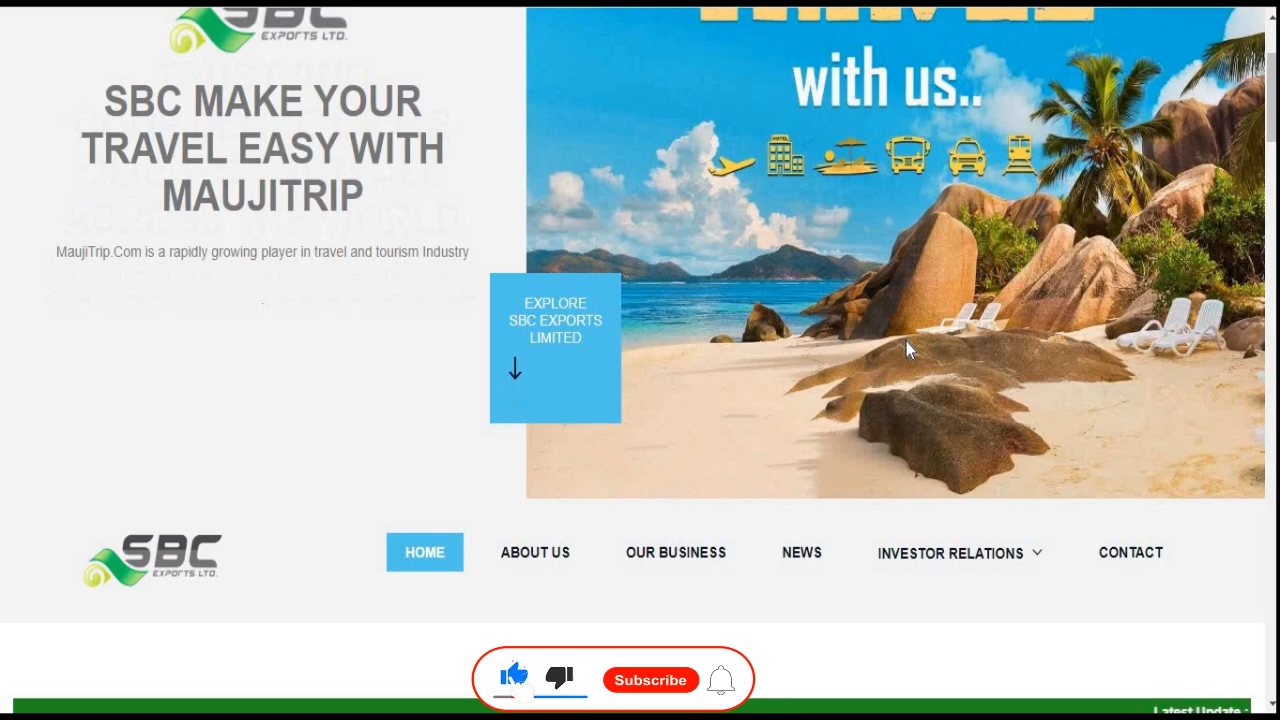 SBC
EXPORTS LTD.
SBC MAKE YOUR
TRAVEL EASY WITH
MAUJITRIP
MaujiTrip.Com is a rapidly growing player in travel and tourism Industry
with us..
HOTEL
EXPLORE
SBC EXPORTS
LIMITED
SBC
EXPORTS LTD.
HOME
ABOUT US
OUR BUSINESS
NEWS
INVESTOR RELATIONS
CONTACT
Subscribe
Latest Update :